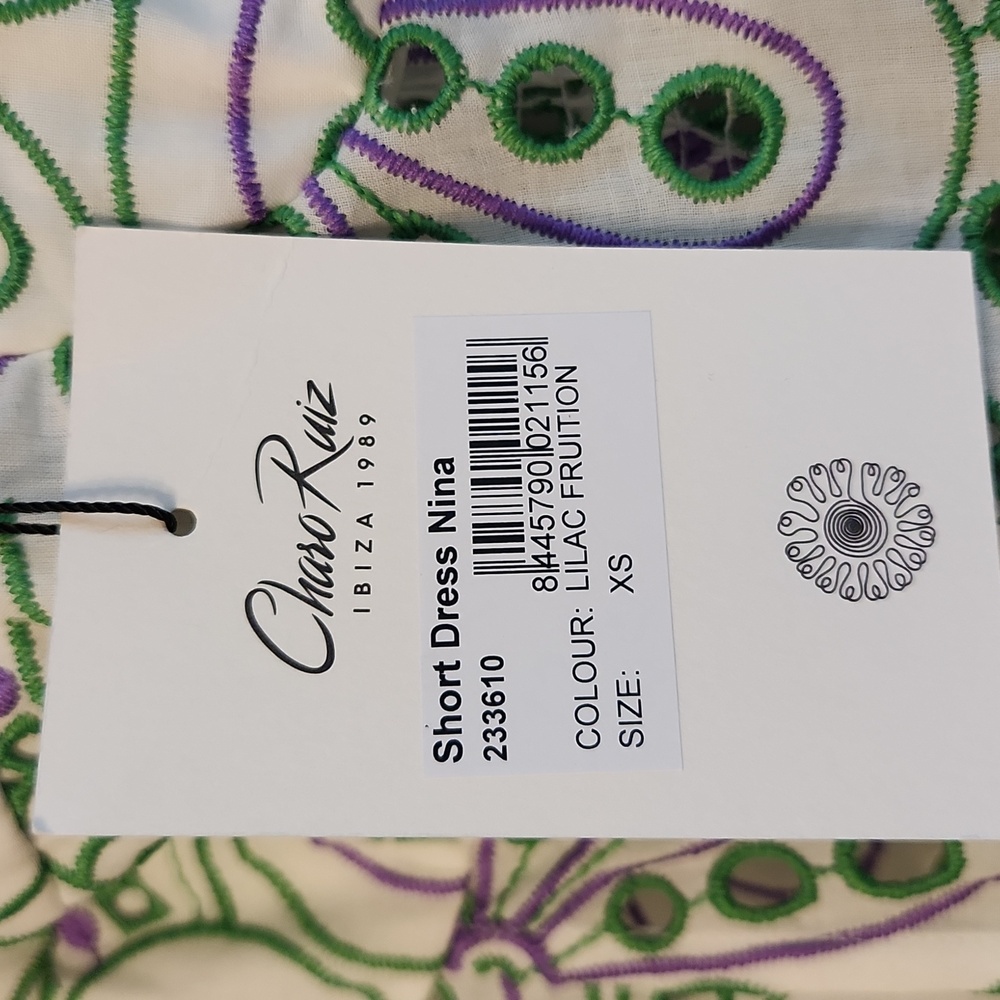 Charo Ruiz
IBIZA 1989
Short Dress Nina
233610
8445790021156
COLOUR: LILAC FRUITION
SIZE: XS